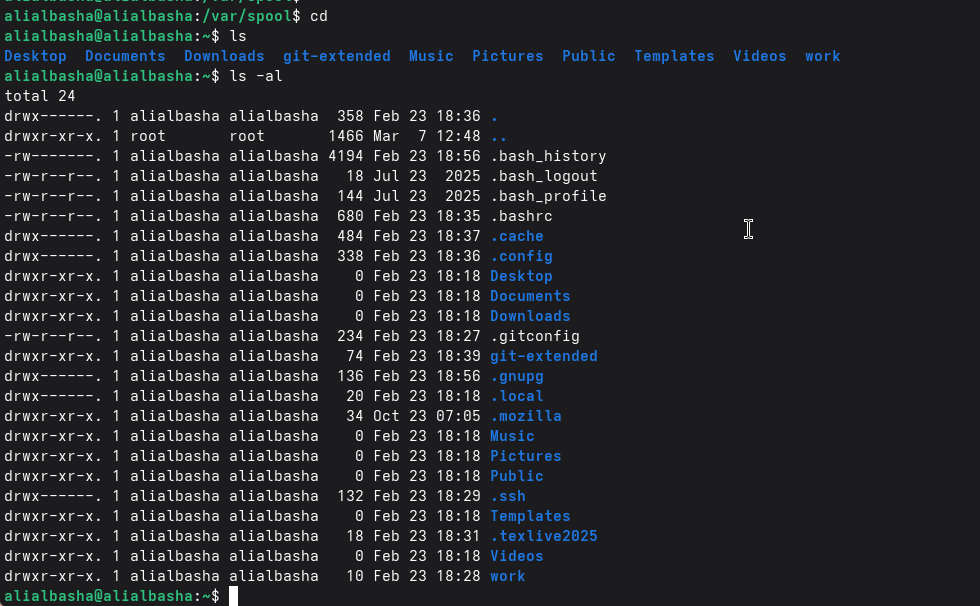 alialbasha@alialbasha:/var/spool$ cd
alialbasha@alialbasha:~$ ls
Desktop  Documents  Downloads  git-extended  Music  Pictures  Public  Templates  Videos  work
alialbasha@alialbasha:~$ ls -al
total 24
drwx------. 1 alialbasha alialbasha  358 Feb 23 18:36 .
drwxr-xr-x. 1 root       root       1466 Mar  7 12:48 ..
-rw-------. 1 alialbasha alialbasha 4194 Feb 23 18:56 .bash_history
-rw-r--r--. 1 alialbasha alialbasha   18 Jul 23  2025 .bash_logout
-rw-r--r--. 1 alialbasha alialbasha  144 Jul 23  2025 .bash_profile
-rw-r--r--. 1 alialbasha alialbasha  680 Feb 23 18:35 .bashrc
drwx------. 1 alialbasha alialbasha  484 Feb 23 18:37 .cache
drwx------. 1 alialbasha alialbasha  338 Feb 23 18:36 .config
drwxr-xr-x. 1 alialbasha alialbasha    0 Feb 23 18:18 Desktop
drwxr-xr-x. 1 alialbasha alialbasha    0 Feb 23 18:18 Documents
drwxr-xr-x. 1 alialbasha alialbasha    0 Feb 23 18:18 Downloads
-rw-r--r--. 1 alialbasha alialbasha  234 Feb 23 18:27 .gitconfig
drwxr-xr-x. 1 alialbasha alialbasha   74 Feb 23 18:39 git-extended
drwx------. 1 alialbasha alialbasha  136 Feb 23 18:56 .gnupg
drwx------. 1 alialbasha alialbasha   20 Feb 23 18:18 .local
drwxr-xr-x. 1 alialbasha alialbasha   34 Oct 23 07:05 .mozilla
drwxr-xr-x. 1 alialbasha alialbasha    0 Feb 23 18:18 Music
drwxr-xr-x. 1 alialbasha alialbasha    0 Feb 23 18:18 Pictures
drwxr-xr-x. 1 alialbasha alialbasha    0 Feb 23 18:18 Public
drwx------. 1 alialbasha alialbasha  132 Feb 23 18:29 .ssh
drwxr-xr-x. 1 alialbasha alialbasha    0 Feb 23 18:18 Templates
drwxr-xr-x. 1 alialbasha alialbasha   18 Feb 23 18:31 .texlive2025
drwxr-xr-x. 1 alialbasha alialbasha    0 Feb 23 18:18 Videos
drwxr-xr-x. 1 alialbasha alialbasha   10 Feb 23 18:28 work
alialbasha@alialbasha:~$